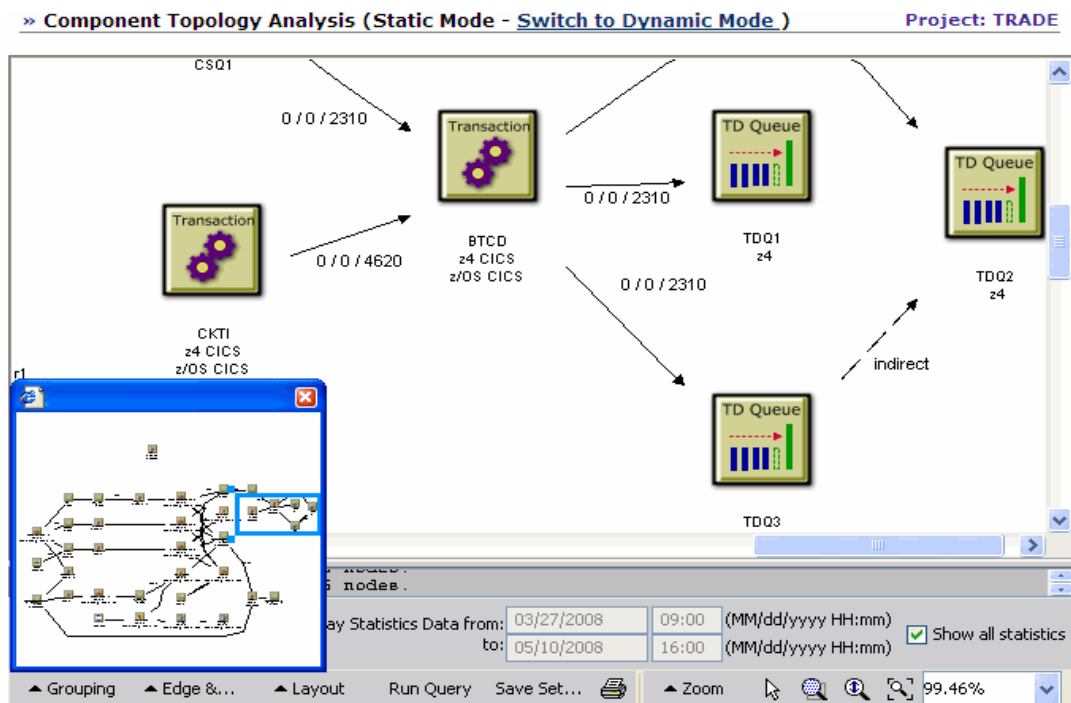 » Component Topology Analysis (Static Mode - Switch to Dynamic Mode ) Project: TRADE
CSQ1
0 / 0 / 2310
Transaction
TD Queue
TD Queue
0 / 0 / 2310
Transaction
BTCD
z4 CICS
z/OS CICS
TDQ1
z4
0 / 0 / 4620
TDQ2
z4
0 / 0 / 2310
CKTI
z4 CICS
z/OS CICS
indirect
r1
TD Queue
TDQ3
nodes.
nodes.
ay Statistics Data from: 03/27/2008 09:00 (MM/dd/yyyy HH:mm)
to: 05/10/2008 16:00 (MM/dd/yyyy HH:mm)
Show all statistics
Grouping Edge &... Layout Run Query Save Set... Zoom 99.46%